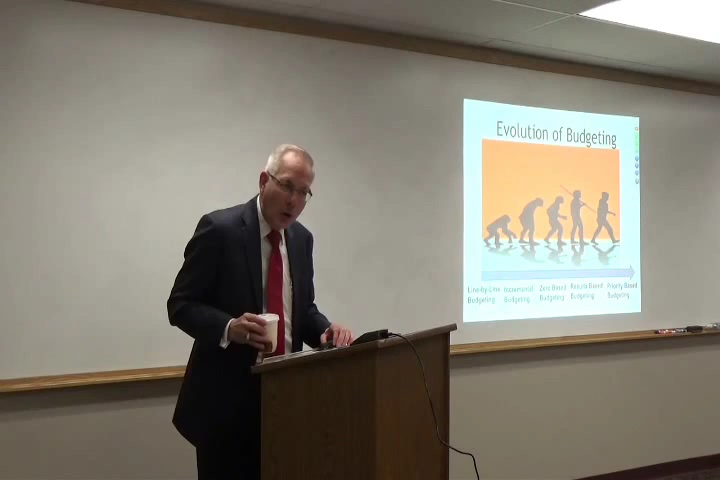 Evolution of Budgeting
Line by Line Incremental Zero Based Results Based Priority Based
Budgeting Budgeting Budgeting Budgeting Budgeting